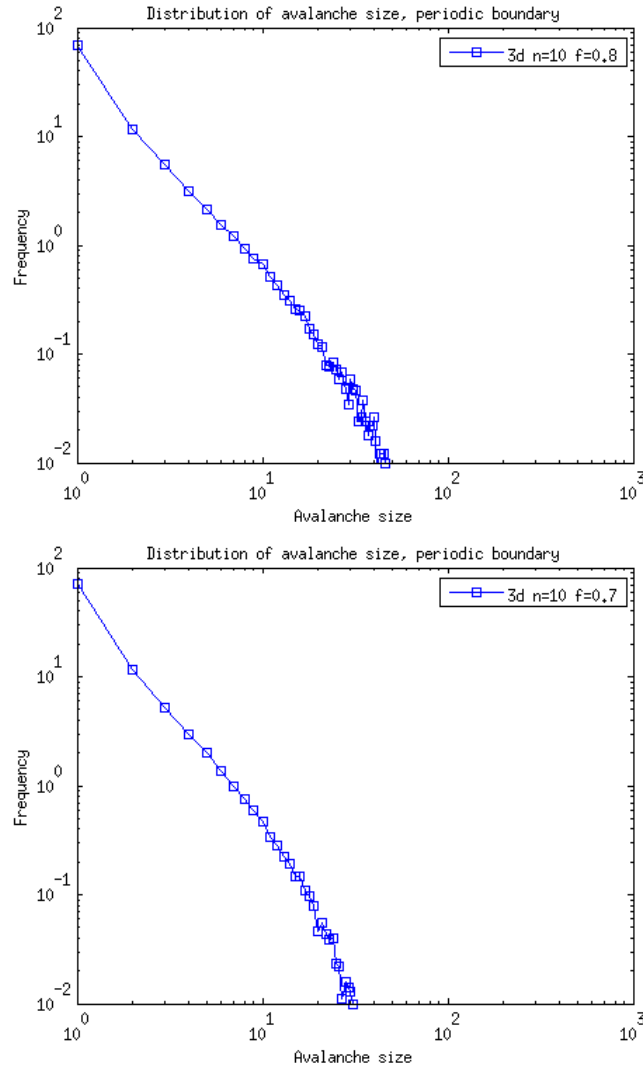 Distribution of avalanche size, periodic boundary
3d n=10 f=0.8
10^2
10^1
10^0
10^-1
10^-2
Frequency
10^0 10^1 10^2 10^3
Avalanche size
Distribution of avalanche size, periodic boundary
3d n=10 f=0.7
10^2
10^1
10^0
10^-1
10^-2
Frequency
10^0 10^1 10^2 10^3
Avalanche size